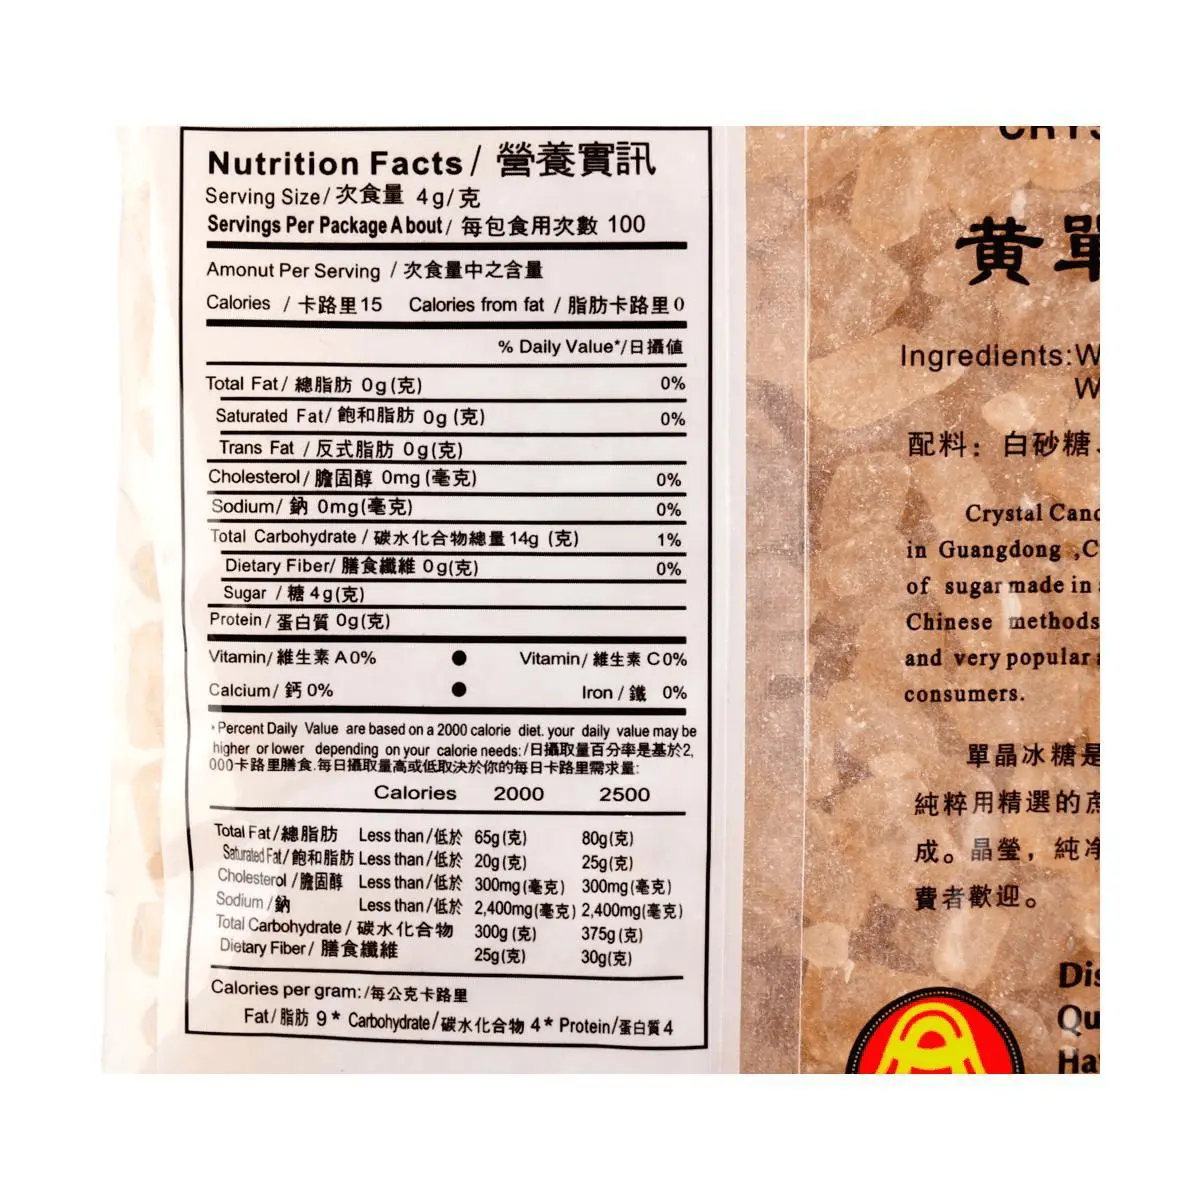 Nutrition Facts / 營養實訊
Serving Size/ 次食量 4g/克
Servings Per Package About / 每包食用次數 100
Amonut Per Serving / 次食量中之含量
Calories / 卡路里15 Calories from fat / 脂肪卡路里0
% Daily Value*/日攝值
Total Fat/ 總脂肪 0g(克) 0%
Saturated Fat/ 飽和脂肪 0g (克) 0%
Trans Fat / 反式脂肪 0g(克)
Cholesterol/ 膽固醇 0mg(毫克) 0%
Sodium/ 鈉 0mg(毫克) 0%
Total Carbohydrate / 碳水化合物總量14g (克) 1%
Dietary Fiber/ 膳食纖維 0g(克) 0%
Sugar / 糖 4g(克)
Protein/ 蛋白質 0g(克)
Vitamin/ 維生素 A0% ● Vitamin/ 維生素 C0%
Calcium/ 鈣 0% ● Iron / 鐵 0%
*Percent Daily Value are based on a 2000 calorie diet. your daily value may be
higher or lower depending on your calorie needs:/日攝取量百分率是基於2,
000卡路里膳食.每日攝取量高或低取決於你的每日卡路里需求量:
Calories 2000 2500
Total Fat/總脂肪 Less than/低於 65g(克) 80g(克)
Saturated Fat/飽和脂肪 Less than/低於 20g(克) 25g(克)
Cholesterol /膽固醇 Less than/低於 300mg(毫克) 300mg(毫克)
Sodium/鈉 Less than/低於 2,400mg(毫克) 2,400mg(毫克)
Total Carbohydrate/ 碳水化合物 300g (克) 375g(克)
Dietary Fiber/ 膳食纖維 25g(克) 30g(克)
Calories per gram:/每公克卡路里
Fat/脂肪 9* Carbohydrate/碳水化合物 4* Protein/蛋白質4
CRYS
黄單
Ingredients:W
W
配料：白砂糖、
Crystal Canc
in Guangdong ,C
of sugar made in
Chinese methods
and very popular
consumers.
單晶冰糖是
純粹用精選的蔗
成。晶瑩，純净
費者歡迎。
Dis
Qu
Ha